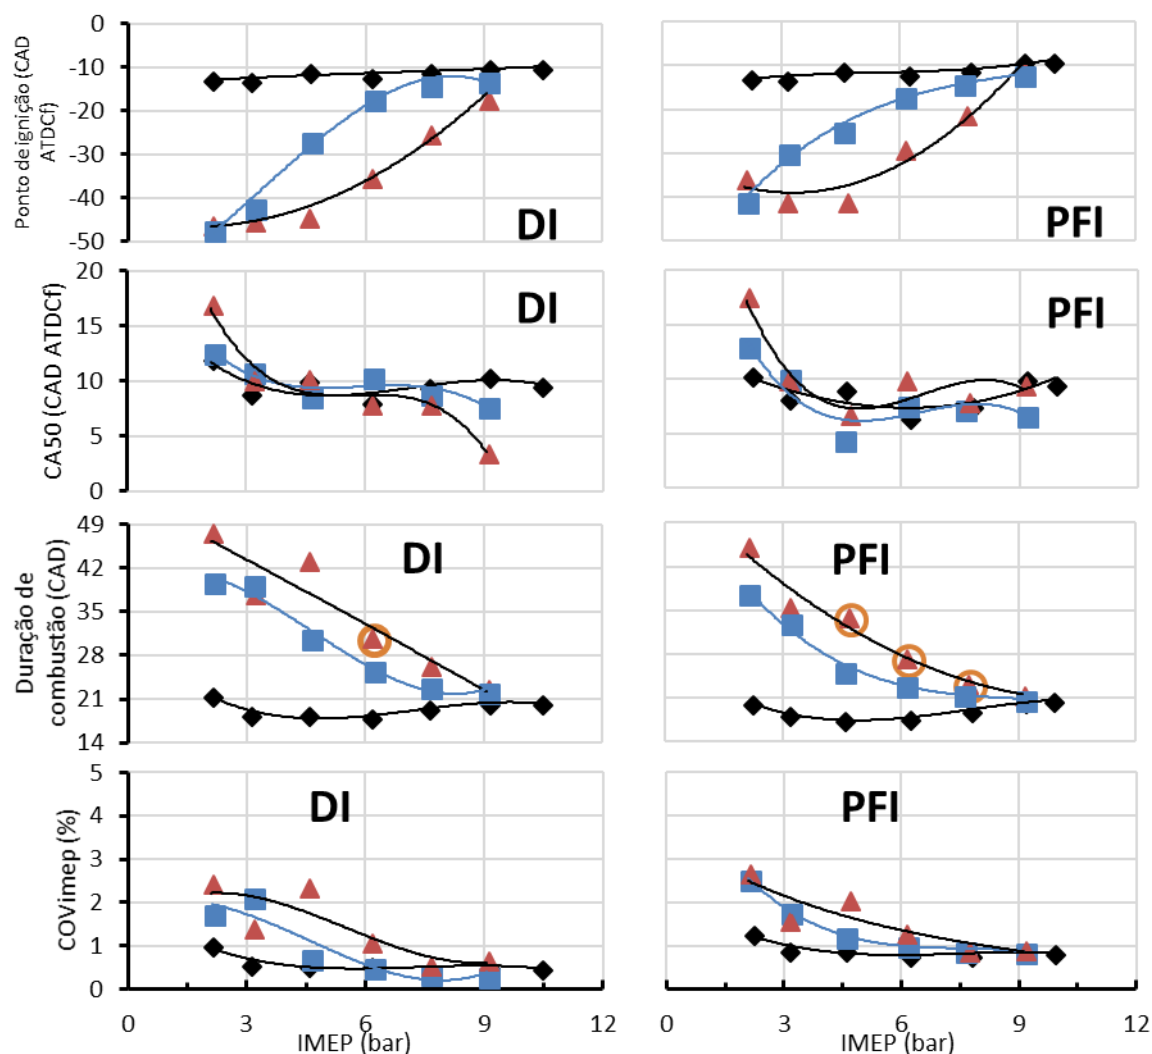 Ponto de ignição (CAD
ATDCf)
0
-10
-20
-30
-40
-50
DI
PFI
CA50 (CAD ATDCf)
20
15
10
5
0
DI
PFI
Duração de
combustão (CAD)
49
42
35
28
21
14
DI
PFI
COVimep (%)
5
4
3
2
1
0
DI
PFI
0 3 6 9 12
IMEP (bar)
0 3 6 9 12
IMEP (bar)